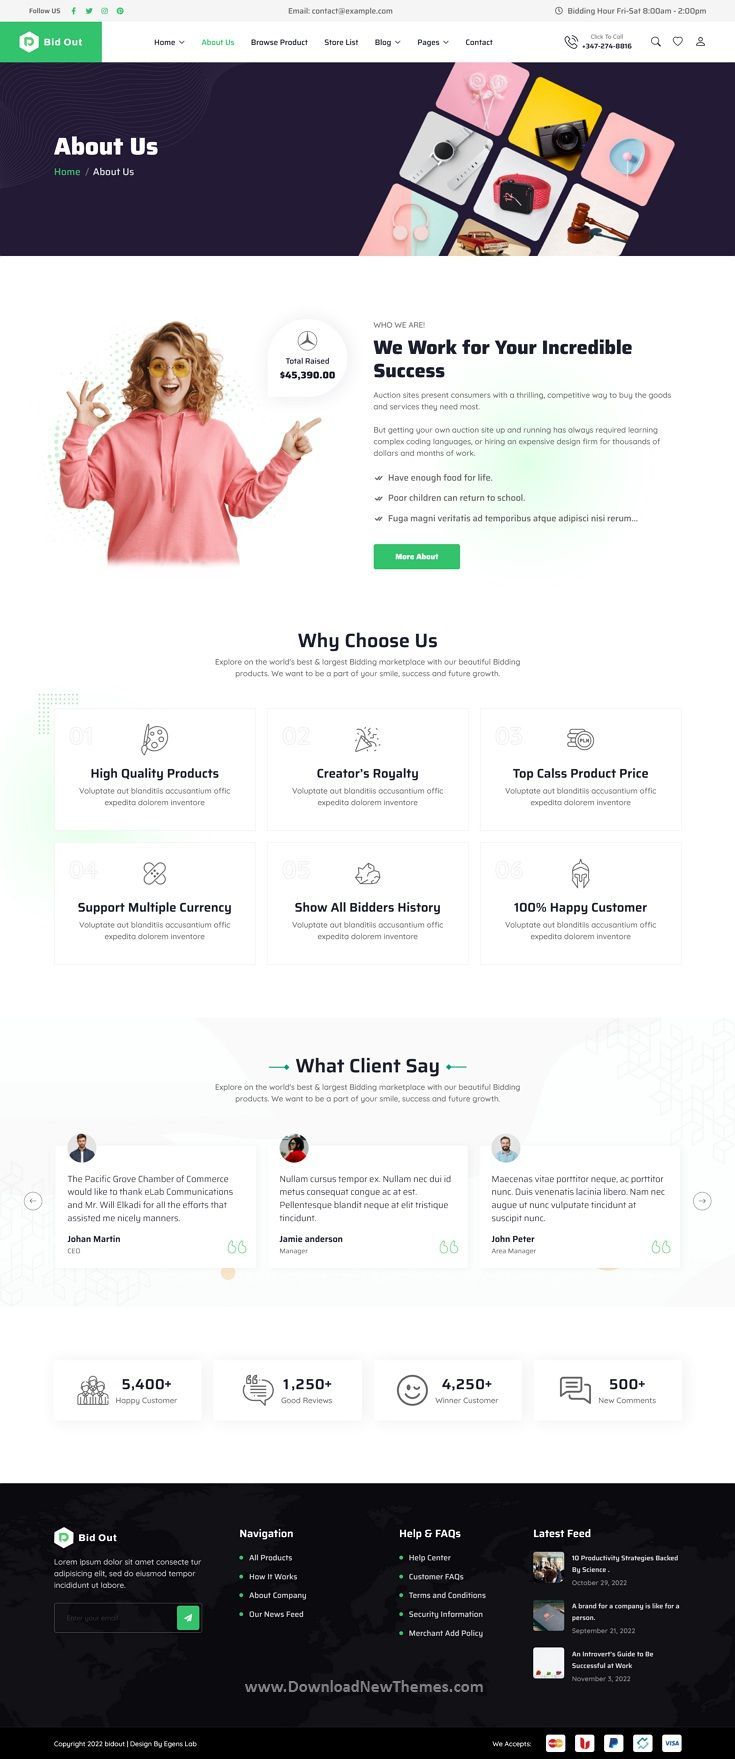 Follow US
Email: contact@example.com
Bidding Hour Fri-Sat 8:00am - 2:00pm
Bid Out
Home
About Us
Browse Product
Store List
Blog
Pages
Contact
Click To Call
+347-274-8816
About Us
Home / About Us
Total Raised
$45,390.00
WHO WE ARE!
We Work for Your Incredible
Success
Auction sites present consumers with a thrilling, competitive way to buy the goods
and services they need most.
But getting your own auction site up and running has always required learning
complex coding languages, or hiring an expensive design firm for thousands of
dollars and months of work.
Have enough food for life.
Poor children can return to school.
Fuga magni veritatis ad temporibus atque adipisci nisi rerum...
More About
Why Choose Us
Explore on the world's best & largest Bidding marketplace with our beautiful Bidding
products. We want to be a part of your smile, success and future growth.
01
High Quality Products
Voluptate aut blanditiis accusantium offic
expedita dolorem inventore
02
Creator's Royalty
Voluptate aut blanditiis accusantium offic
expedita dolorem inventore
03
PLN
Top Calss Product Price
Voluptate aut blanditiis accusantium offic
expedita dolorem inventore
04
Support Multiple Currency
Voluptate aut blanditiis accusantium offic
expedita dolorem inventore
05
Show All Bidders History
Voluptate aut blanditiis accusantium offic
expedita dolorem inventore
06
100% Happy Customer
Voluptate aut blanditiis accusantium offic
expedita dolorem inventore
What Client Say
Explore on the world's best & largest Bidding marketplace with our beautiful Bidding
products. We want to be a part of your smile, success and future growth.
The Pacific Grove Chamber of Commerce
would like to thank eLab Communications
and Mr. Will Elkadi for all the efforts that
assisted me nicely manners.
Johan Martin
CEO
Nullam cursus tempor ex. Nullam nec dui id
metus consequat congue ac at est.
Pellentesque blandit neque at elit tristique
tincidunt.
Jamie anderson
Manager
Maecenas vitae porttitor neque, ac porttitor
nunc. Duis venenatis lacinia libero. Nam nec
augue ut nunc vulputate tincidunt at
suscipit nunc.
John Peter
Area Manager
5,400+
Happy Customer
1,250+
Good Reviews
4,250+
Winner Customer
500+
New Comments
Bid Out
Lorem ipsum dolor sit amet consecte tur
adipisicing elit, sed do eiusmod tempor
incididunt ut labore.
Enter your email
Navigation
All Products
How It Works
About Company
Our News Feed
Help & FAQs
Help Center
Customer FAQs
Terms and Conditions
Security Information
Merchant Add Policy
Latest Feed
10 Productivity Strategies Backed
By Science .
October 29, 2022
A brand for a company is like for a
person.
September 21, 2022
An Introvert's Guide to Be
Successful at Work
November 3, 2022
www.DownloadNewThemes.com
Copyright 2022 bidout | Design By Egens Lab
We Accepts:
VISA